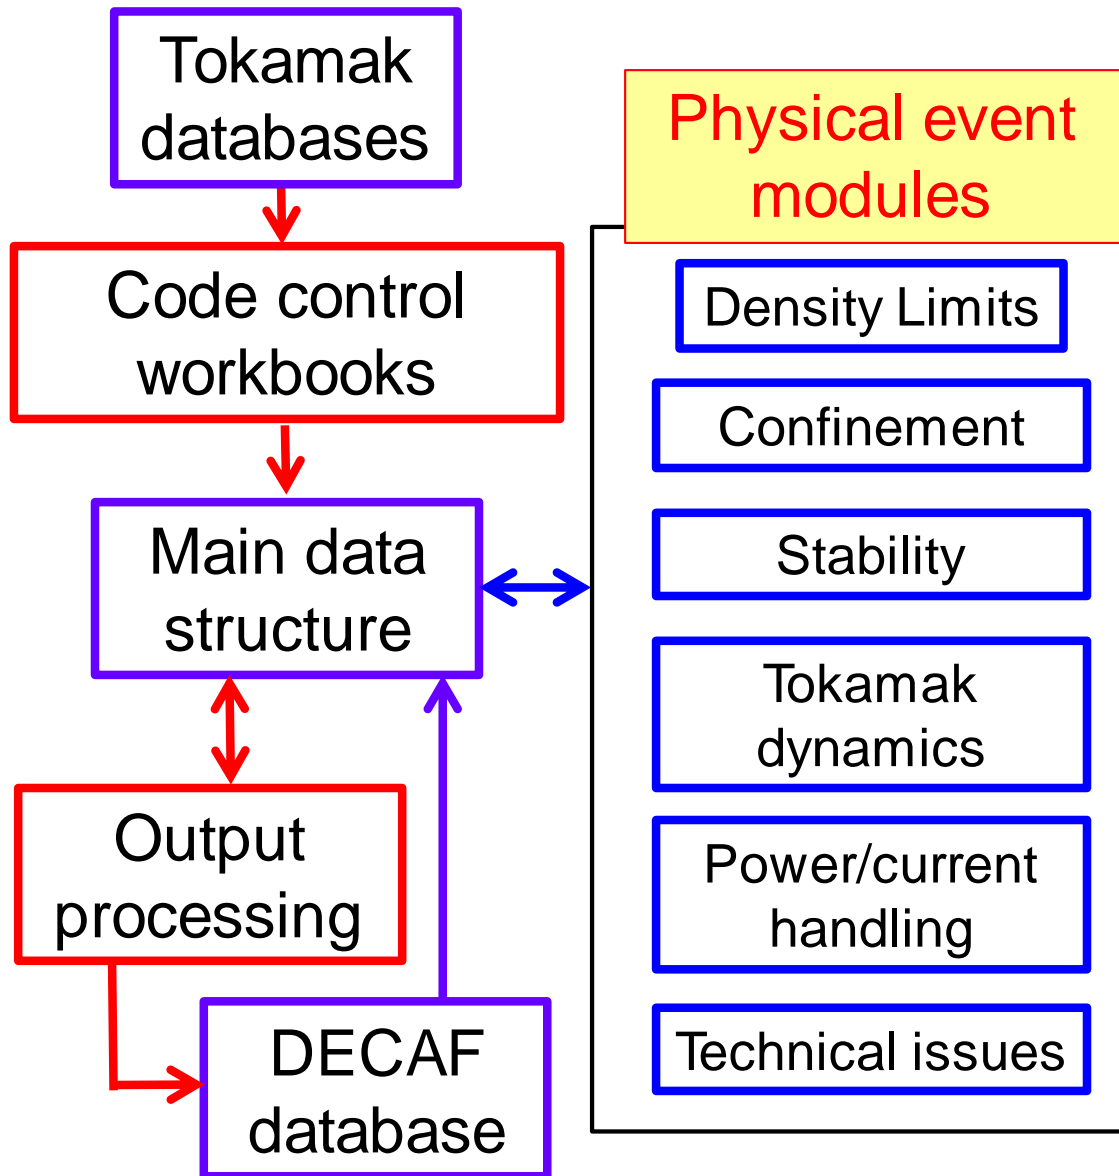 Tokamak
databases
Code control
workbooks
Main data
structure
Output
processing
DECAF
database
Physical event
modules
Density Limits
Confinement
Stability
Tokamak
dynamics
Power/current
handling
Technical issues